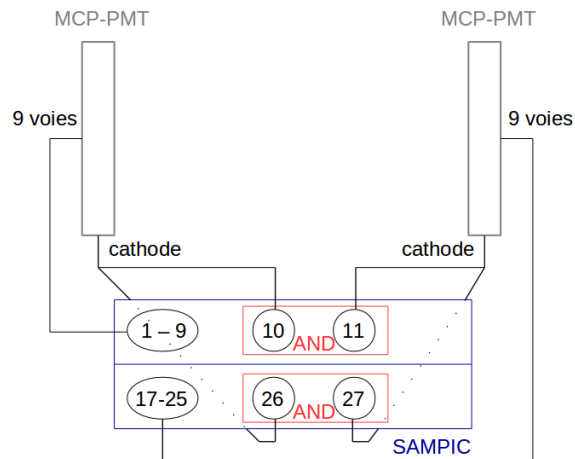 MCP-PMT
MCP-PMT
9 voies
9 voies
cathode
cathode
1 – 9
10
11
AND
17-25
26
27
AND
SAMPIC